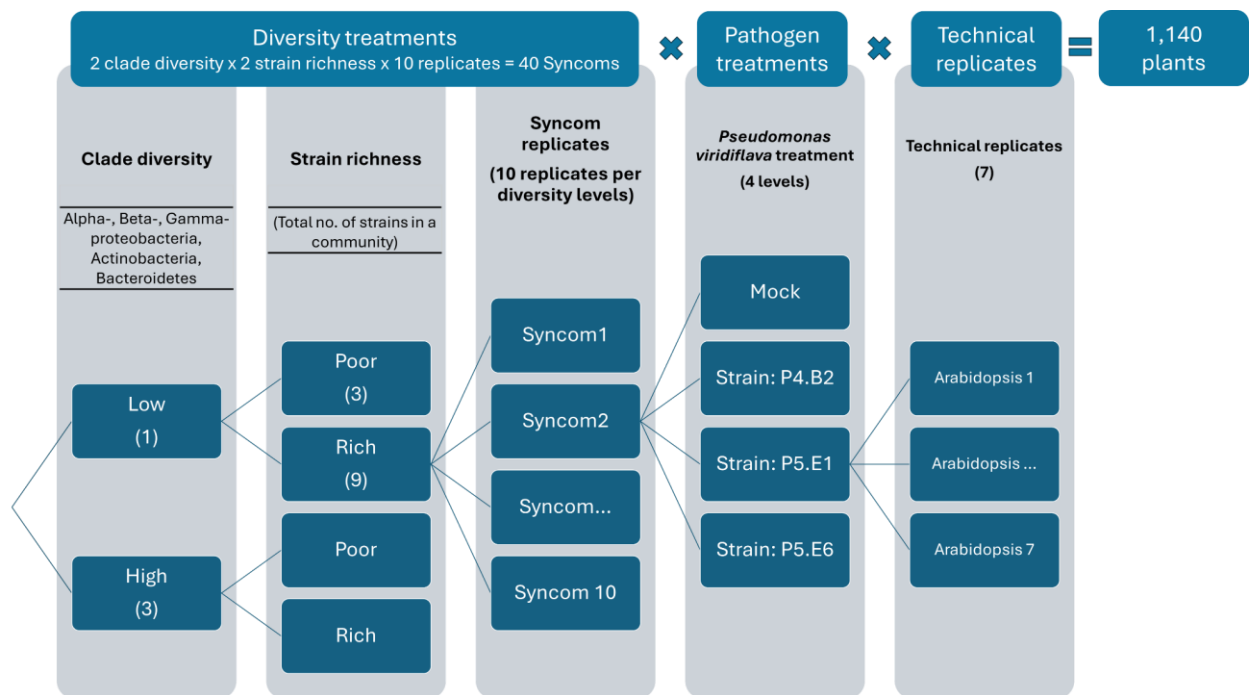 Diversity treatments
2 clade diversity x 2 strain richness x 10 replicates = 40 Syncoms
Pathogen
treatments
Technical
replicates
1,140
plants
Clade diversity
Alpha-, Beta-, Gamma-
proteobacteria,
Actinobacteria,
Bacteroidetes
Low
(1)
High
(3)
Strain richness
(Total no. of strains in a
community)
Poor
(3)
Rich
(9)
Poor
Rich
Syncom
replicates
(10 replicates per
diversity levels)
Syncom1
Syncom2
Syncom...
Syncom 10
Pseudomonas
viridiflava treatment
(4 levels)
Mock
Strain: P4.B2
Strain: P5.E1
Strain: P5.E6
Technical replicates
(7)
Arabidopsis 1
Arabidopsis ...
Arabidopsis 7